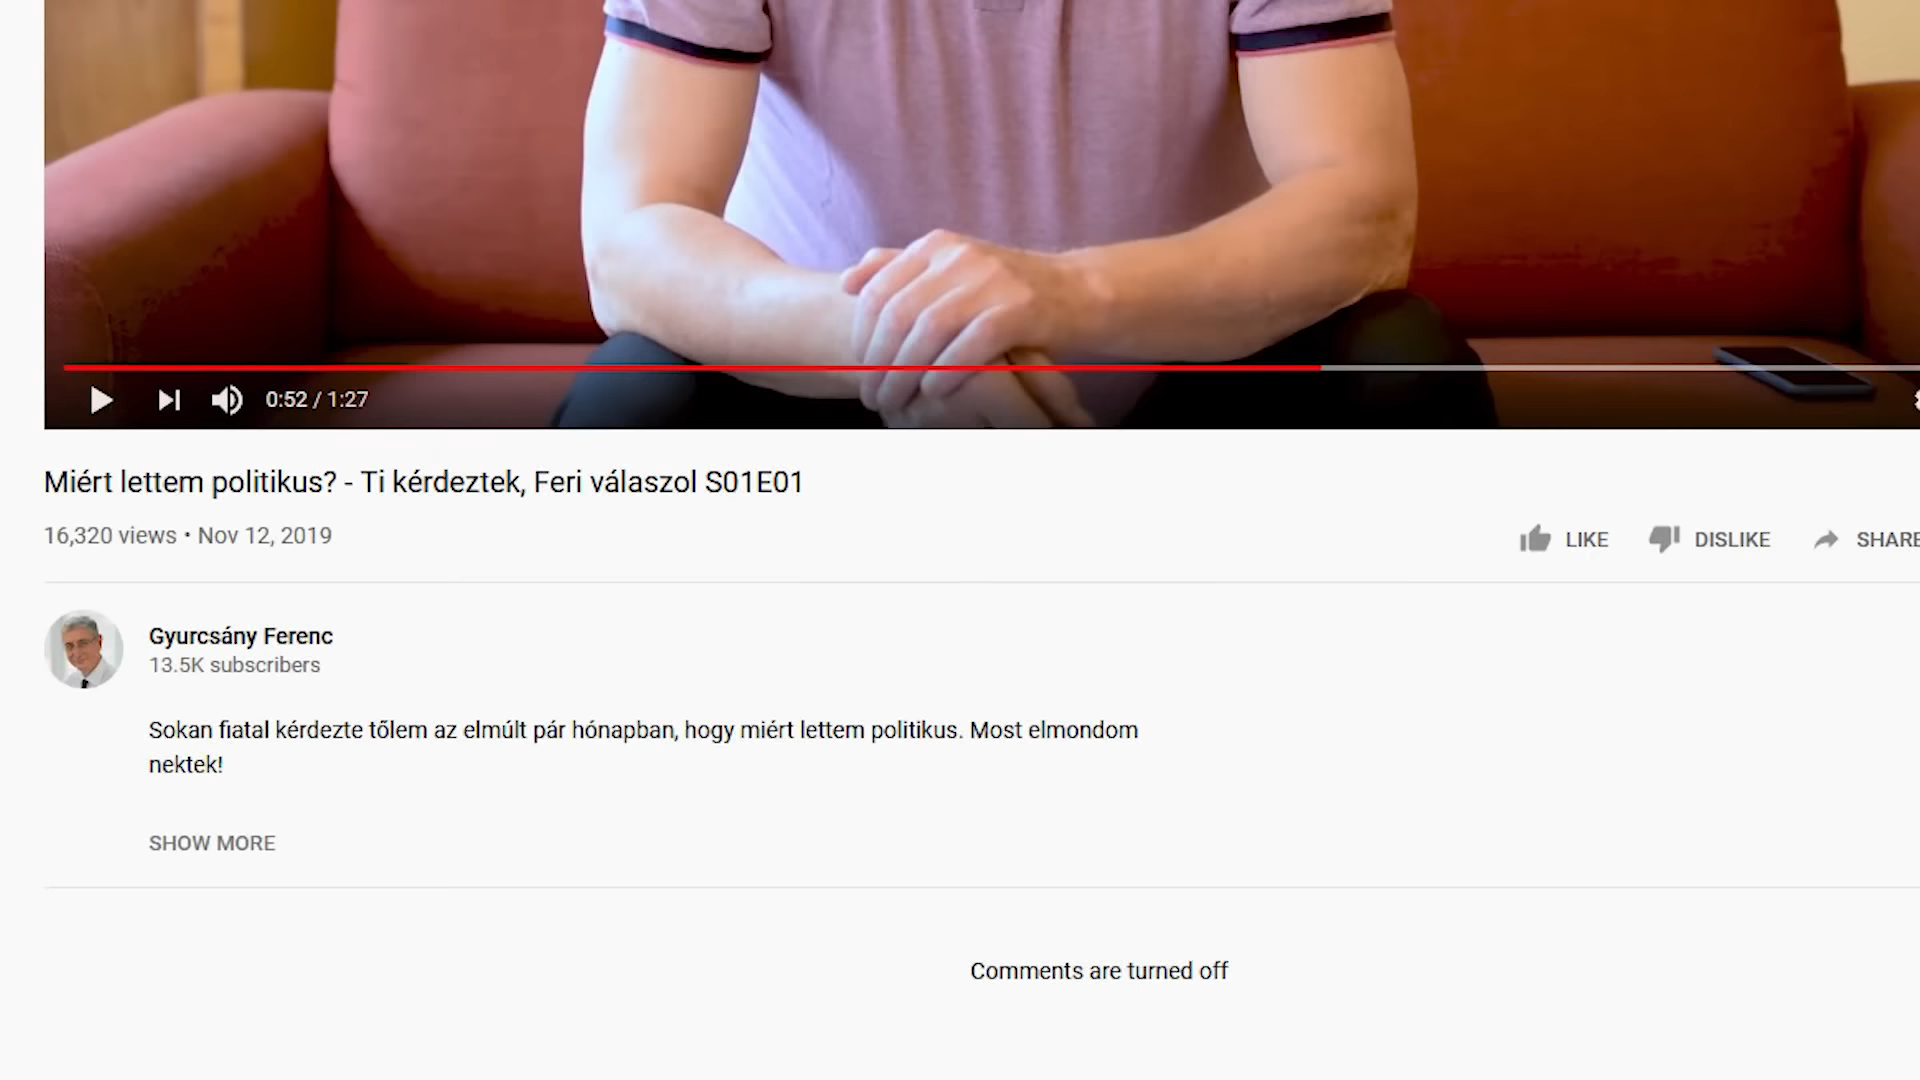 0:52 / 1:27
Miért lettem politikus? - Ti kérdeztek, Feri válaszol S01E01
16,320 views • Nov 12, 2019
LIKE DISLIKE SHARE
Gyurcsány Ferenc
13.5K subscribers
Sokan fiatal kérdezte tőlem az elmúlt pár hónapban, hogy miért lettem politikus. Most elmondom
nektek!
SHOW MORE
Comments are turned off